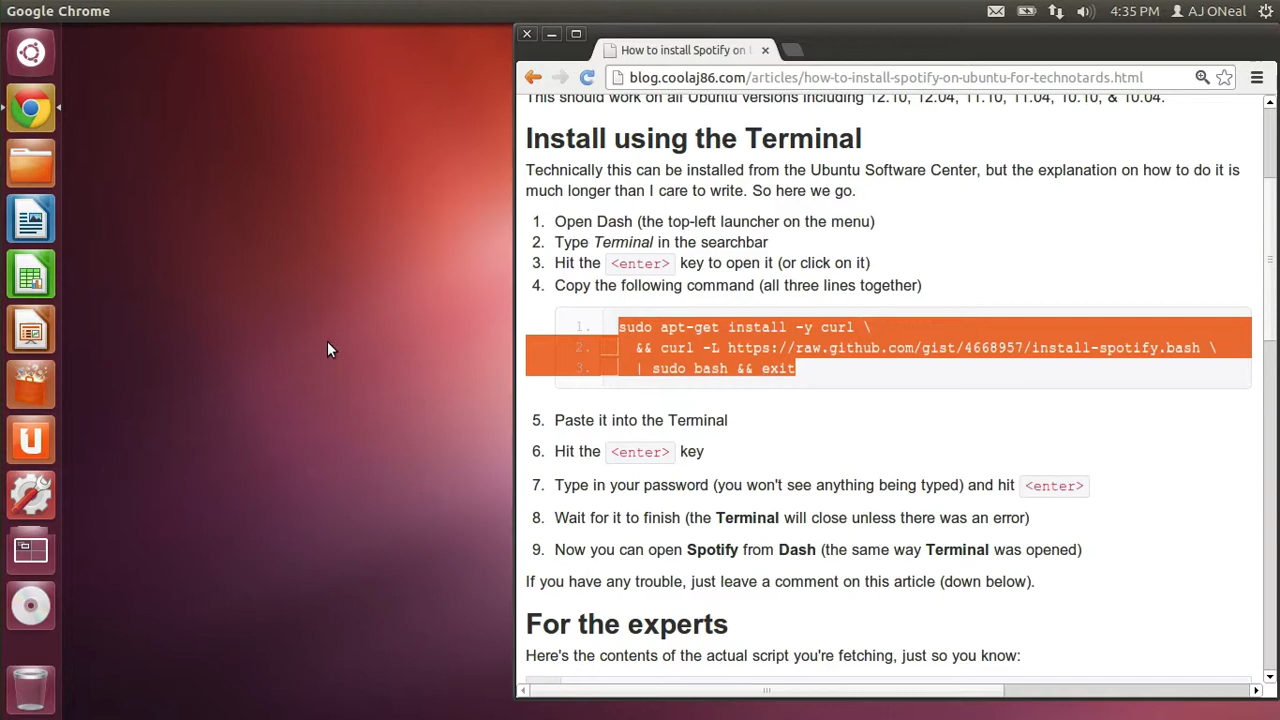 Google Chrome
4:35 PM
AJ ONeal
How to install Spotify on
blog.coolaj86.com/articles/how-to-install-spotify-on-ubuntu-for-technotards.html
This should work on all Ubuntu versions including 12.10, 12.04, 11.10, 11.04, 10.10, & 10.04.
Install using the Terminal
Technically this can be installed from the Ubuntu Software Center, but the explanation on how to do it is
much longer than I care to write. So here we go.
1. Open Dash (the top-left launcher on the menu)
2. Type Terminal in the searchbar
3. Hit the <enter> key to open it (or click on it)
4. Copy the following command (all three lines together)
1. sudo apt-get install -y curl \
2. && curl -L https://raw.github.com/gist/4668957/install-spotify.bash \
3. | sudo bash && exit
5. Paste it into the Terminal
6. Hit the <enter> key
7. Type in your password (you won't see anything being typed) and hit <enter>
8. Wait for it to finish (the Terminal will close unless there was an error)
9. Now you can open Spotify from Dash (the same way Terminal was opened)
If you have any trouble, just leave a comment on this article (down below).
For the experts
Here's the contents of the actual script you're fetching, just so you know: